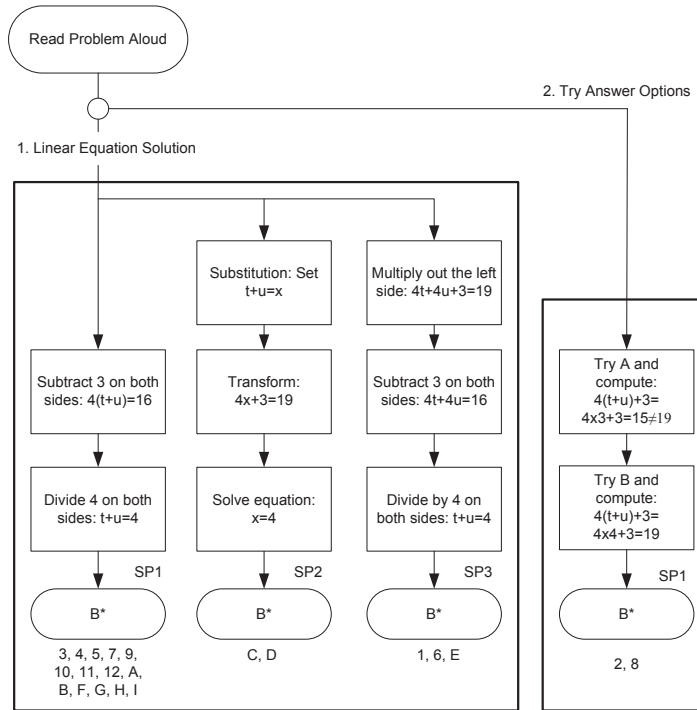 Read Problem Aloud
2. Try Answer Options
1. Linear Equation Solution
Substitution: Set
t+u=x
Multiply out the left
side: 4t+4u+3=19
Subtract 3 on both
sides: 4(t+u)=16
Transform:
4x+3=19
Subtract 3 on both
sides: 4t+4u=16
Try A and
compute:
4(t+u)+3=
4x3+3=15≠19
Divide 4 on both
sides: t+u=4
Solve equation:
x=4
Divide by 4 on
both sides: t+u=4
Try B and
compute:
4(t+u)+3=
4x4+3=19
SP1
SP2
SP3
SP1
B*
B*
B*
B*
3, 4, 5, 7, 9,
10, 11, 12, A,
B, F, G, H, I
C, D
1, 6, E
2, 8